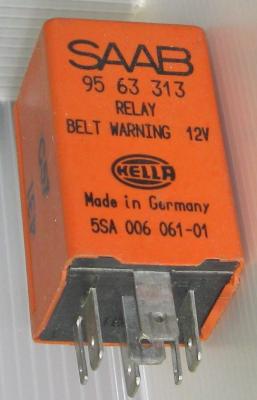 SAAB
95 63 313
RELAY
BELT WARNING 12V
HELLA
Made in Germany
5SA 006 061-01